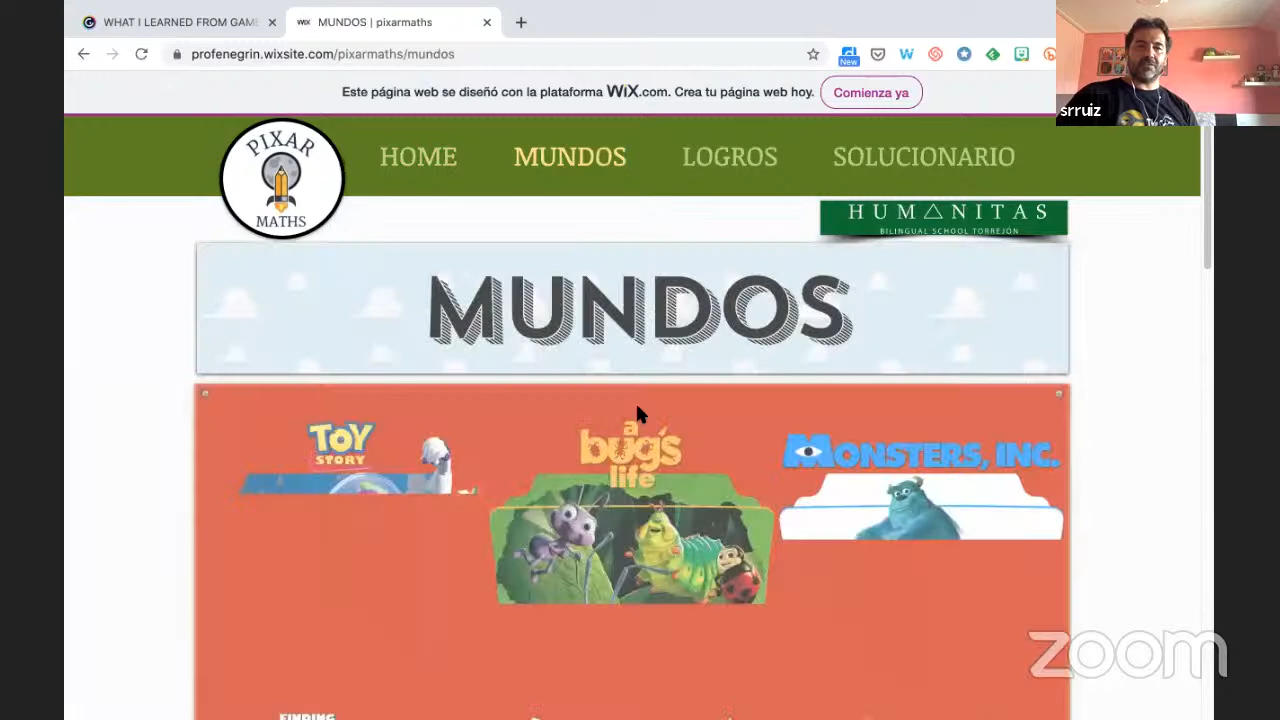 WHAT I LEARNED FROM GAM
MUNDOS | pixarmaths
profenegrin.wixsite.com/pixarmaths/mundos
New
Este página web se diseñó con la plataforma WiX.com. Crea tu página web hoy.
Comienza ya
srruiz
PIXAR
MATHS
HOME
MUNDOS
LOGROS
SOLUCIONARIO
HUMANITAS
BILINGUAL SCHOOL TORREJÓN
MUNDOS
TOY
STORY
a
bug's
life
MONSTERS, INC.
FINDING
zoom